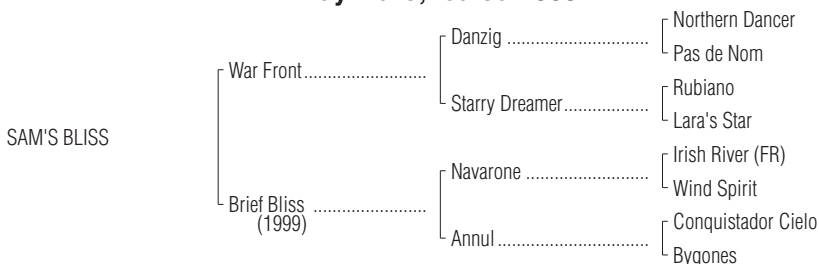 Northern Dancer
Danzig
Pas de Nom
War Front
Rubiano
Starry Dreamer
Lara's Star
SAM'S BLISS
Irish River (FR)
Navarone
Wind Spirit
Brief Bliss
(1999)
Conquistador Cielo
Annul
Bygones